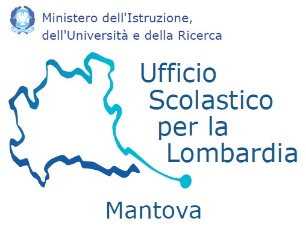 Ministero dell'Istruzione,
dell'Università e della Ricerca
Ufficio
Scolastico
per la
Lombardia
Mantova